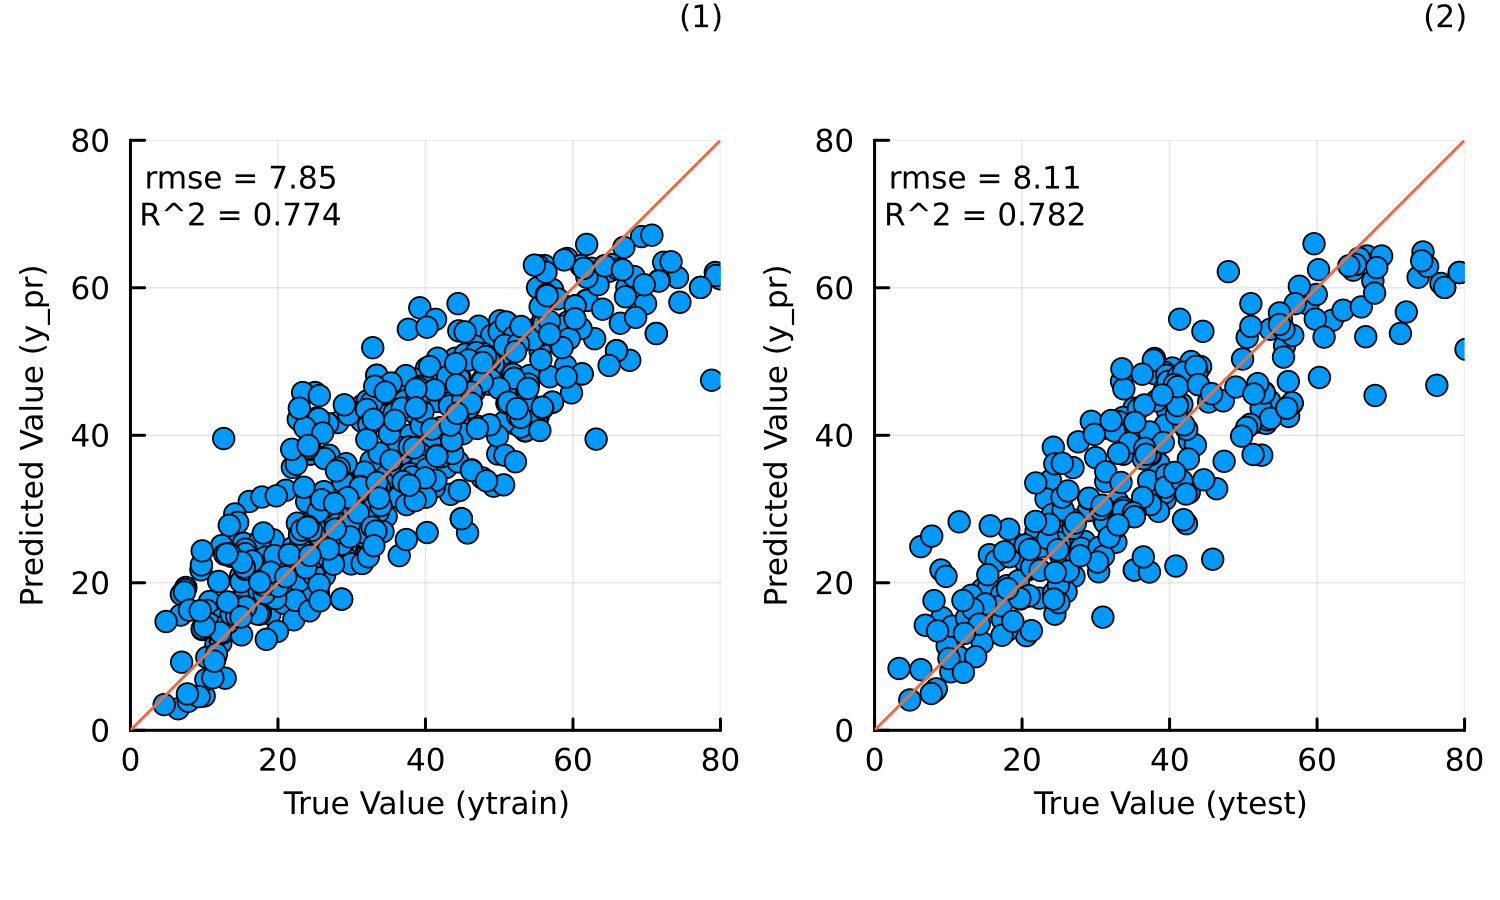 (1)
rmse = 7.85
R^2 = 0.774
80
60
40
20
0
0 20 40 60 80
Predicted Value (y_pr)
True Value (ytrain)
(2)
rmse = 8.11
R^2 = 0.782
80
60
40
20
0
0 20 40 60 80
Predicted Value (y_pr)
True Value (ytest)